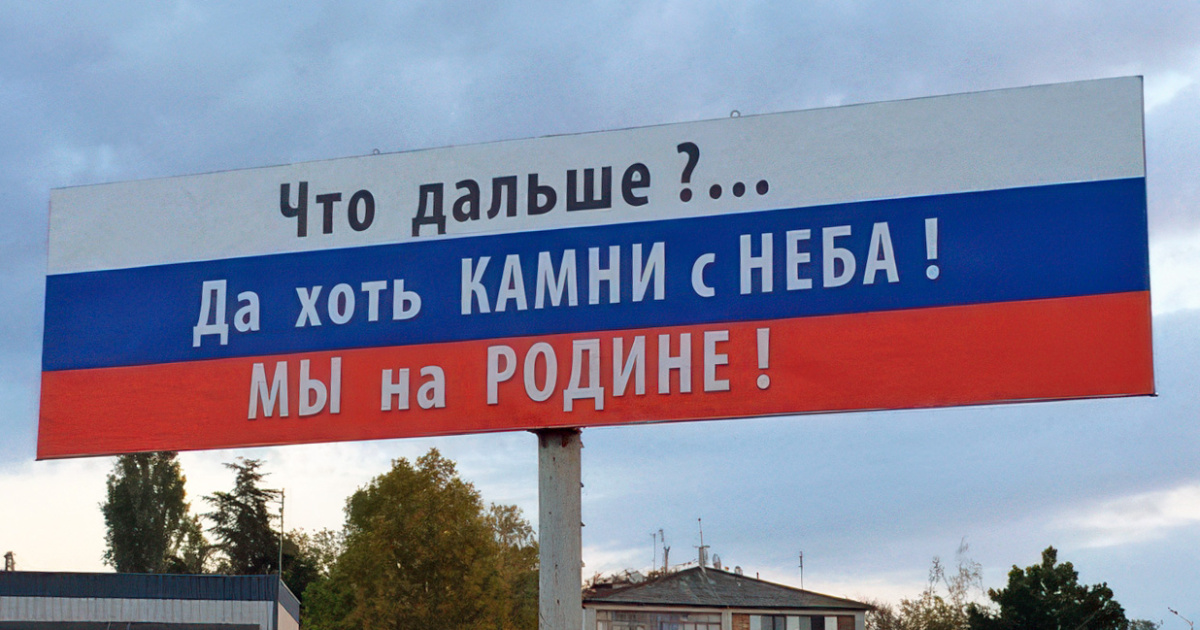 Что дальше ?...
Да хоть КАМНИ с НЕБА !
МЫ на РОДИНЕ !